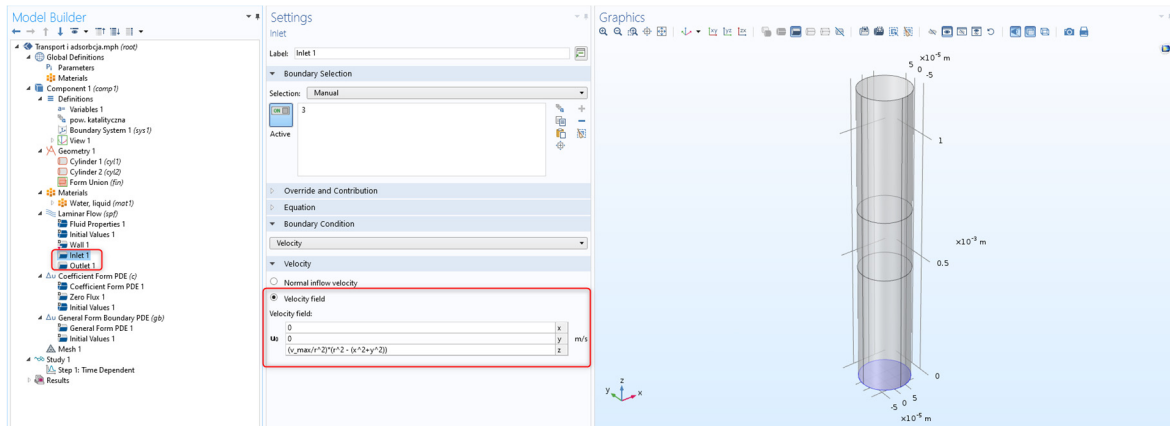 Model Builder
Transport i adsorbcja.mph (root)
Global Definitions
Pi Parameters
Materials
Component 1 (comp1)
Definitions
a= Variables 1
pow. katalityczna
Boundary System 1 (sys1)
View 1
Geometry 1
Cylinder 1 (cyl1)
Cylinder 2 (cyl2)
Form Union (fin)
Materials
Water, liquid (mat1)
Laminar Flow (spf)
Fluid Properties 1
Initial Values 1
Wall 1
Inlet 1
Outlet 1
Δu Coefficient Form PDE (c)
Coefficient Form PDE 1
Zero Flux 1
Initial Values 1
Δu General Form Boundary PDE (gb)
General Form PDE 1
Initial Values 1
Mesh 1
Study 1
Step 1: Time Dependent
Results
Settings
Inlet
Label: Inlet 1
Boundary Selection
Selection: Manual
3
Active
Override and Contribution
Equation
Boundary Condition
Velocity
Velocity
Normal inflow velocity
Velocity field
Velocity field:
0 x
u₀ 0 y m/s
(v_max/r^2)*(r^2 - (x^2+y^2)) z
Graphics
×10⁻⁵ m
5 0 -5
1
×10⁻³ m
0.5
0
-5 0 5
×10⁻⁵ m
z
y x